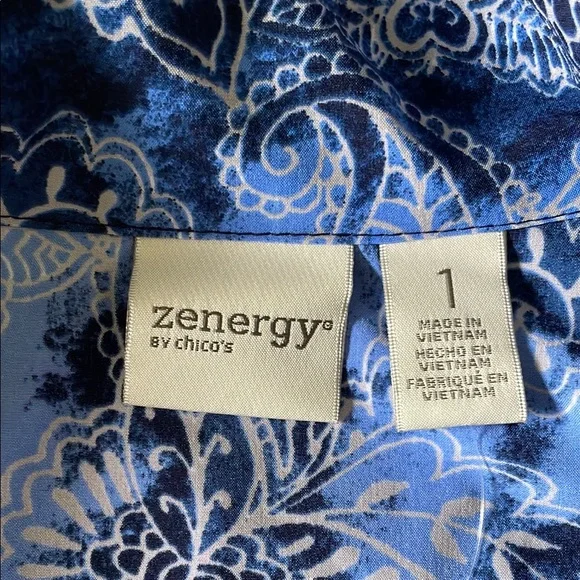 zenergy®
BY chico's
1
MADE IN
VIETNAM
HECHO EN
VIETNAM
FABRIQUÉ EN
VIETNAM